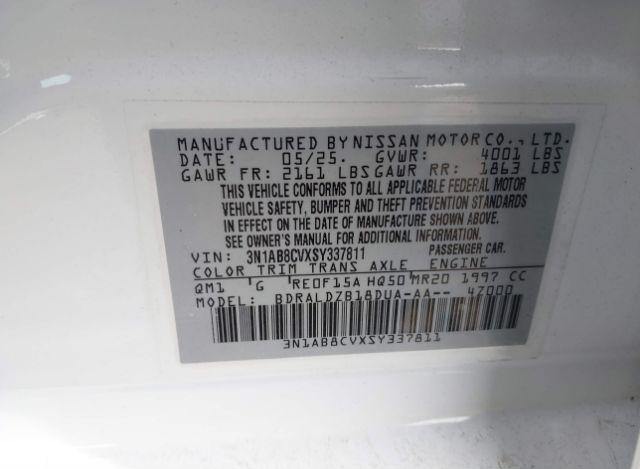 MANUFACTURED BY NISSAN MOTOR CO., LTD.
DATE: 05/25. GVWR: 4001 LBS
GAWR FR: 2161 LBS GAWR RR: 1863 LBS
THIS VEHICLE CONFORMS TO ALL APPLICABLE FEDERAL MOTOR
VEHICLE SAFETY, BUMPER AND THEFT PREVENTION STANDARDS
IN EFFECT ON THE DATE OF MANUFACTURE SHOWN ABOVE.
SEE OWNER'S MANUAL FOR ADDITIONAL INFORMATION.
VIN: 3N1AB8CVXSY337811 PASSENGER CAR.
COLOR TRIM TRANS AXLE ENGINE
QM1 G RE0F15A HQ50 MR20 1997 CC
MODEL: BDRALDZB18DUA-AA-- 47000
3N1AB8CVXSY337811